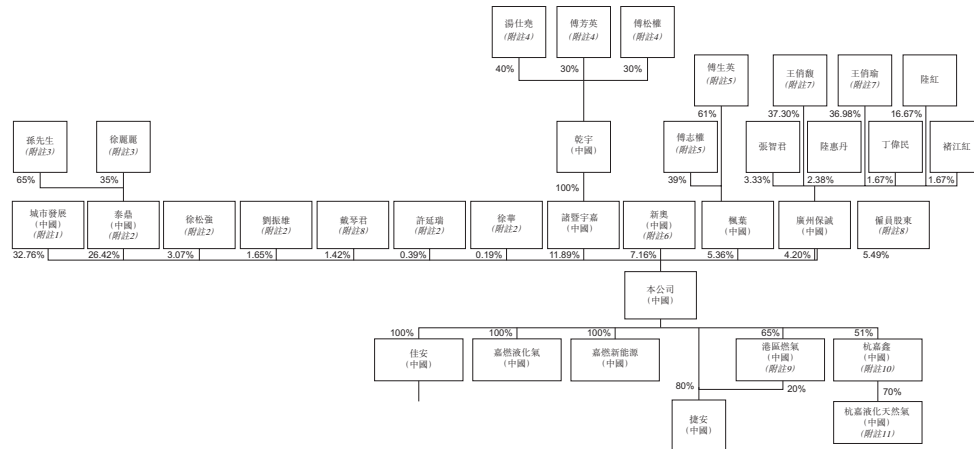 湯仕堯
(附註4)
傅芳英
(附註4)
傅松權
(附註4)
40%
30%
30%
傅生英
(附註5)
王俏馥
(附註7)
王俏瑜
(附註7)
陸紅
61%
37.30%
36.98%
16.67%
孫先生
(附註3)
徐麗麗
(附註3)
乾宇
(中國)
傅志權
(附註5)
張智君
陸惠丹
丁偉民
褚江紅
65%
35%
100%
39%
3.33%
2.38%
1.67%
1.67%
城市發展
(中國)
(附註1)
泰鼎
(中國)
(附註2)
徐松強
(附註2)
劉振雄
(附註2)
戴琴君
(附註8)
許延瑞
(附註2)
徐華
(附註2)
諸暨宇嘉
(中國)
新奧
(中國)
(附註6)
楓葉
(中國)
廣州保誠
(中國)
僱員股東
(附註8)
32.76%
26.42%
3.07%
1.65%
1.42%
0.39%
0.19%
11.89%
7.16%
5.36%
4.20%
5.49%
本公司
(中國)
100%
100%
100%
65%
51%
佳安
(中國)
嘉燃液化氣
(中國)
嘉燃新能源
(中國)
港區燃氣
(中國)
(附註9)
杭嘉鑫
(中國)
(附註10)
80%
20%
70%
捷安
(中國)
杭嘉液化天然氣
(中國)
(附註11)